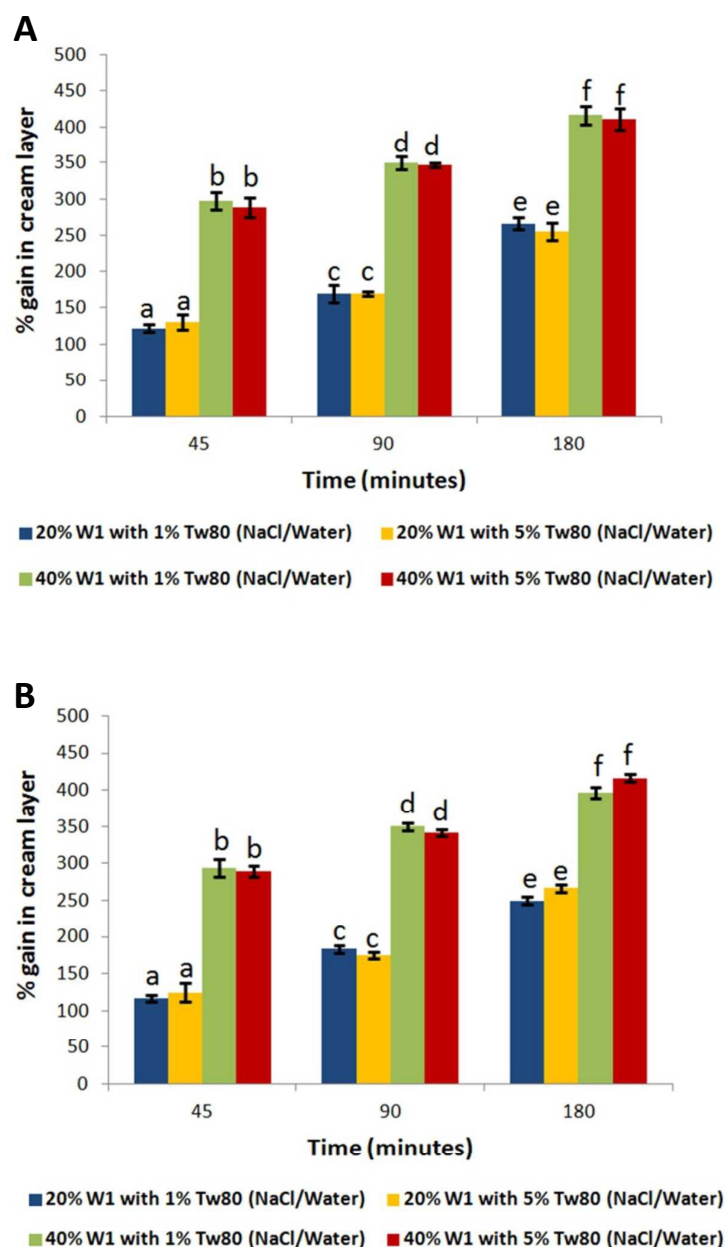 A
500
450
400
350
300
250
200
150
100
50
0
% gain in cream layer
a a b b c c d d e e f f
45 90 180
Time (minutes)
20% W1 with 1% Tw80 (NaCl/Water) 20% W1 with 5% Tw80 (NaCl/Water)
40% W1 with 1% Tw80 (NaCl/Water) 40% W1 with 5% Tw80 (NaCl/Water)
B
500
450
400
350
300
250
200
150
100
50
0
% gain in cream layer
a a b b c c d d e e f f
45 90 180
Time (minutes)
20% W1 with 1% Tw80 (NaCl/Water) 20% W1 with 5% Tw80 (NaCl/Water)
40% W1 with 1% Tw80 (NaCl/Water) 40% W1 with 5% Tw80 (NaCl/Water)